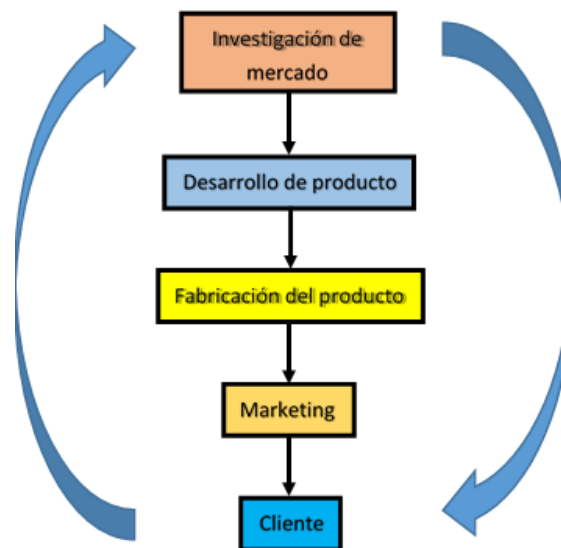 Investigación de
mercado
Desarrollo de producto
Fabricación del producto
Marketing
Cliente